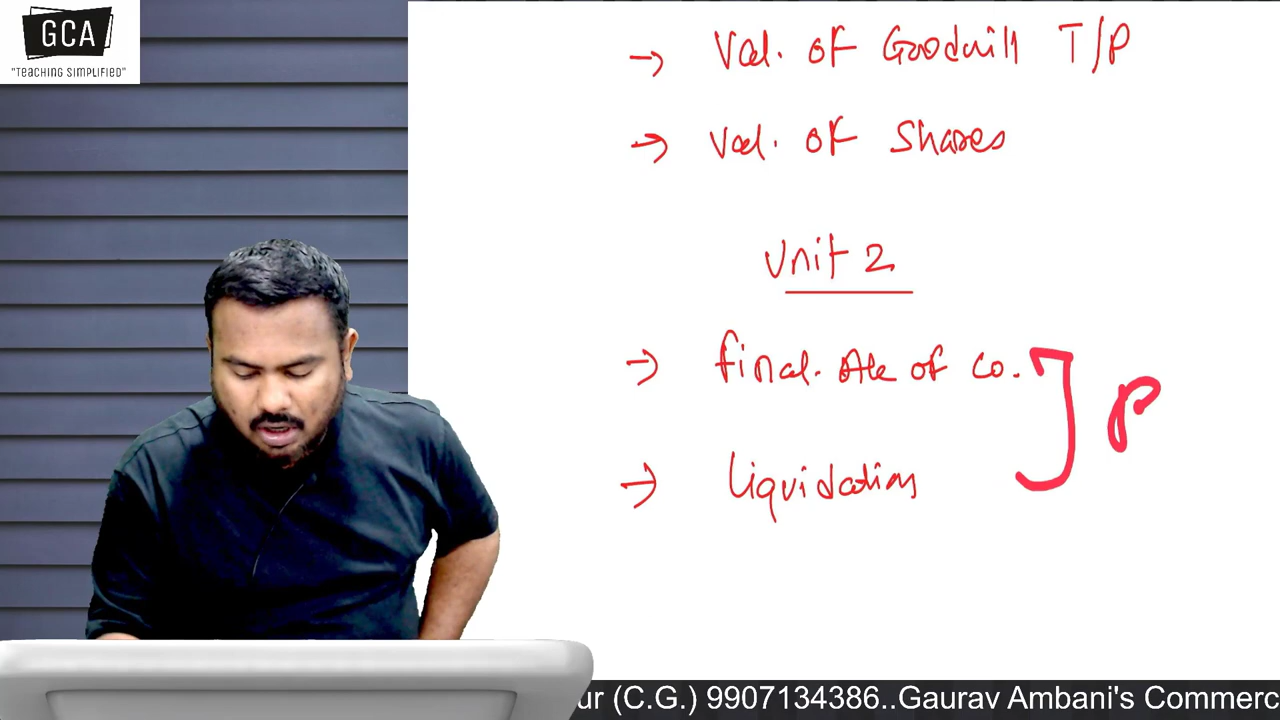 GCA
"TEACHING SIMPLIFIED"
→ Val. of Goodwill T/P
→ Val. of Shares
Unit 2
→ final. A/c of Co. ] P
→ Liquidation
ur (C.G.) 9907134386..Gaurav Ambani's Commerc